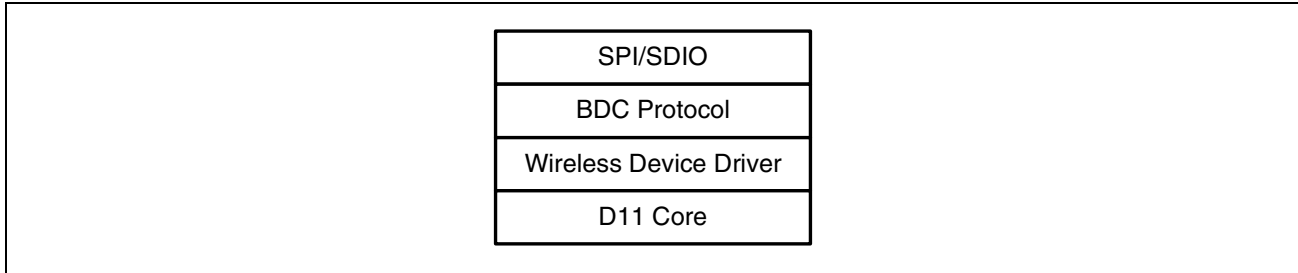 SPI/SDIO
BDC Protocol
Wireless Device Driver
D11 Core